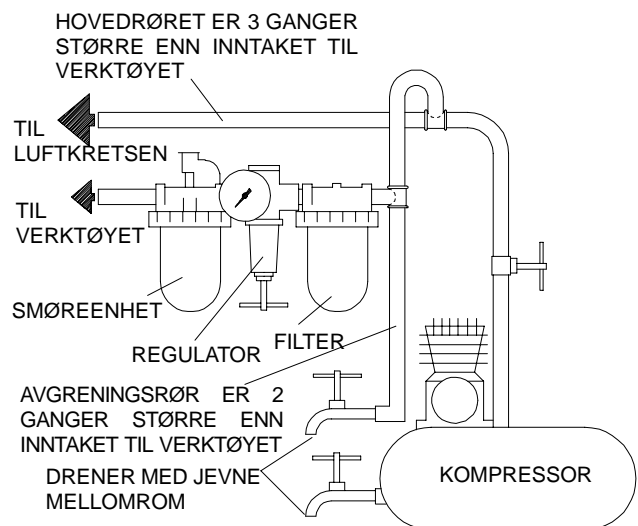 HOVEDRØRET ER 3 GANGER
STØRRE ENN INNTAKET TIL
VERKTØYET
TIL
LUFTKRETSEN
TIL
VERKTØYET
SMØREENHET
REGULATOR
FILTER
AVGRENINGSRØR ER 2
GANGER STØRRE ENN
INNTAKET TIL VERKTØYET
DRENER MED JEVNE
MELLOMROM
KOMPRESSOR